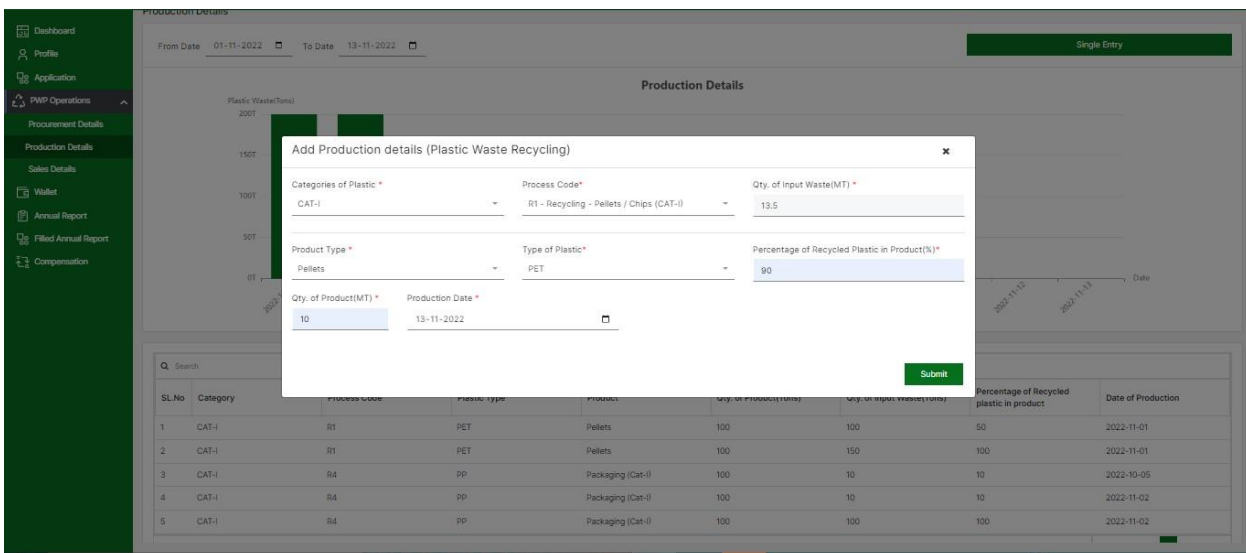 Production Details
Dashboard
Profile
Application
PWP Operations
Procurement Details
Production Details
Sales Details
Wallet
Annual Report
Filled Annual Report
Compensation
From Date 01-11-2022 To Date 13-11-2022
Single Entry
Production Details
Plastic Waste(Tons)
200T
150T
100T
50T
0T
2022-11-12 2022-11-13
Date
Add Production details (Plastic Waste Recycling)
Categories of Plastic * Process Code* Qty. of Input Waste(MT) *
CAT-I R1 - Recycling - Pellets / Chips (CAT-I) 13.5
Product Type * Type of Plastic* Percentage of Recycled Plastic in Product(%)*
Pellets PET 90
Qty. of Product(MT) * Production Date *
10 13-11-2022
Submit
Search
SL.No Category Process Code Plastic Type Product Qty. of Product(Tons) Qty. of Input Waste(Tons) Percentage of Recycled plastic in product Date of Production
1 CAT-I R1 PET Pellets 100 100 50 2022-11-01
2 CAT-I R1 PET Pellets 100 150 100 2022-11-01
3 CAT-I R4 PP Packaging (Cat-I) 100 10 10 2022-10-05
4 CAT-I R4 PP Packaging (Cat-I) 100 10 10 2022-11-02
5 CAT-I R4 PP Packaging (Cat-I) 100 100 100 2022-11-02